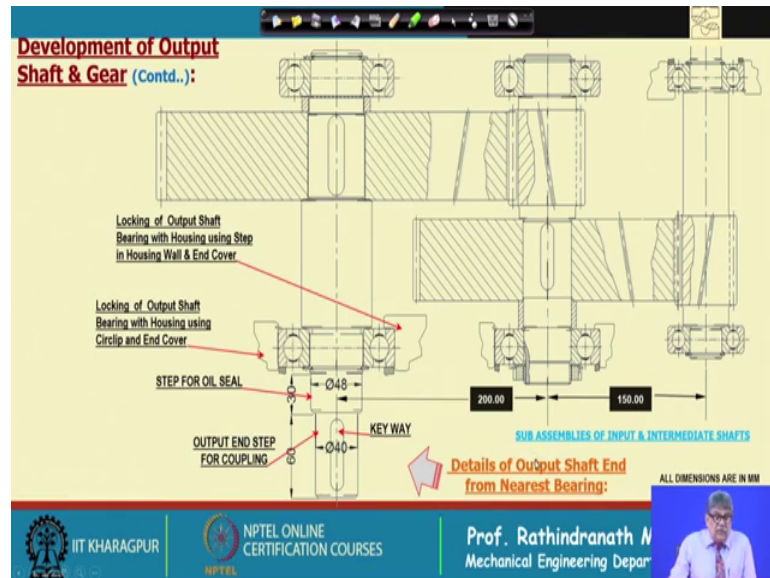 Development of Output
Shaft & Gear (Contd..):
Locking of Output Shaft
Bearing with Housing using Step
in Housing Wall & End Cover
Locking of Output Shaft
Bearing with Housing using
Circlip and End Cover
STEP FOR OIL SEAL
30
Ø48
200.00
150.00
OUTPUT END STEP
FOR COUPLING
60
Ø40
KEY WAY
SUB ASSEMBLIES OF INPUT & INTERMEDIATE SHAFTS
Details of Output Shaft End
from Nearest Bearing:
ALL DIMENSIONS ARE IN MM
IIT KHARAGPUR
NPTEL
NPTEL ONLINE
CERTIFICATION COURSES
Prof. Rathindranath M
Mechanical Engineering Depar